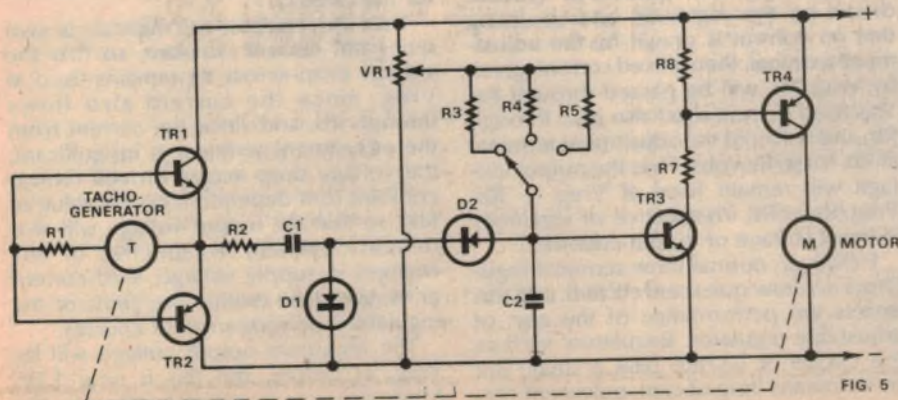 +
VR1
R8
TR4
R3
R4
R5
TR1
TACHO-
GENERATOR
R7
R1
T
R2
C1
D2
TR3
M
MOTOR
D1
C2
TR2
−
FIG. 5